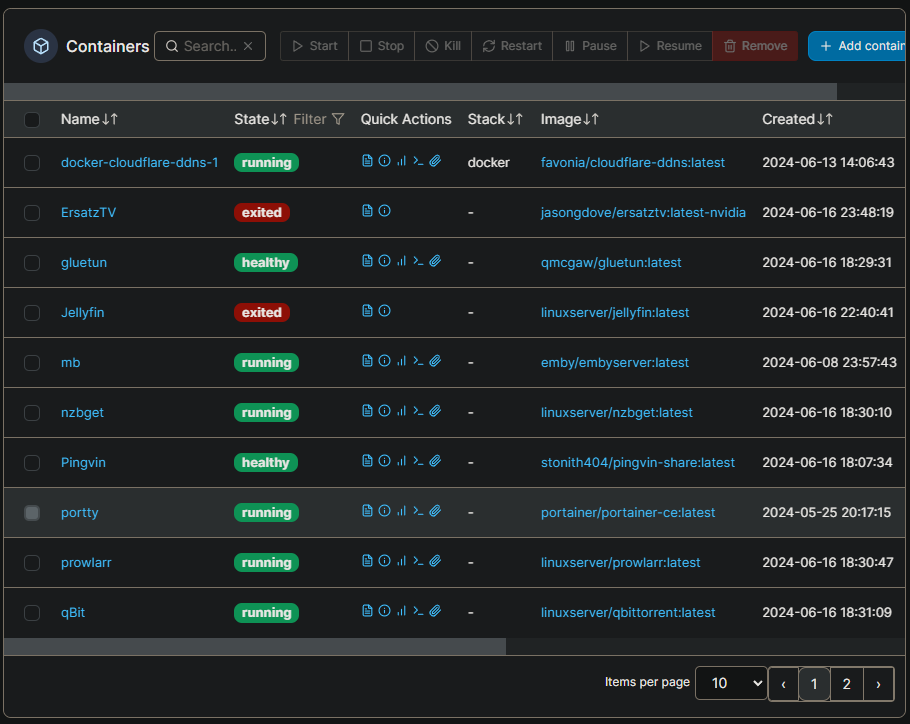 Containers Search.. Start Stop Kill Restart Pause Resume Remove + Add contain
Name State Filter Quick Actions Stack Image Created
docker-cloudflare-ddns-1 running docker favonia/cloudflare-ddns:latest 2024-06-13 14:06:43
ErsatzTV exited - jasongdove/ersatztv:latest-nvidia 2024-06-16 23:48:19
gluetun healthy - qmcgaw/gluetun:latest 2024-06-16 18:29:31
Jellyfin exited - linuxserver/jellyfin:latest 2024-06-16 22:40:41
mb running - emby/embyserver:latest 2024-06-08 23:57:43
nzbget running - linuxserver/nzbget:latest 2024-06-16 18:30:10
Pingvin healthy - stonith404/pingvin-share:latest 2024-06-16 18:07:34
portty running - portainer/portainer-ce:latest 2024-05-25 20:17:15
prowlarr running - linuxserver/prowlarr:latest 2024-06-16 18:30:47
qBit running - linuxserver/qbittorrent:latest 2024-06-16 18:31:09
Items per page 10 ‹ 1 2 ›